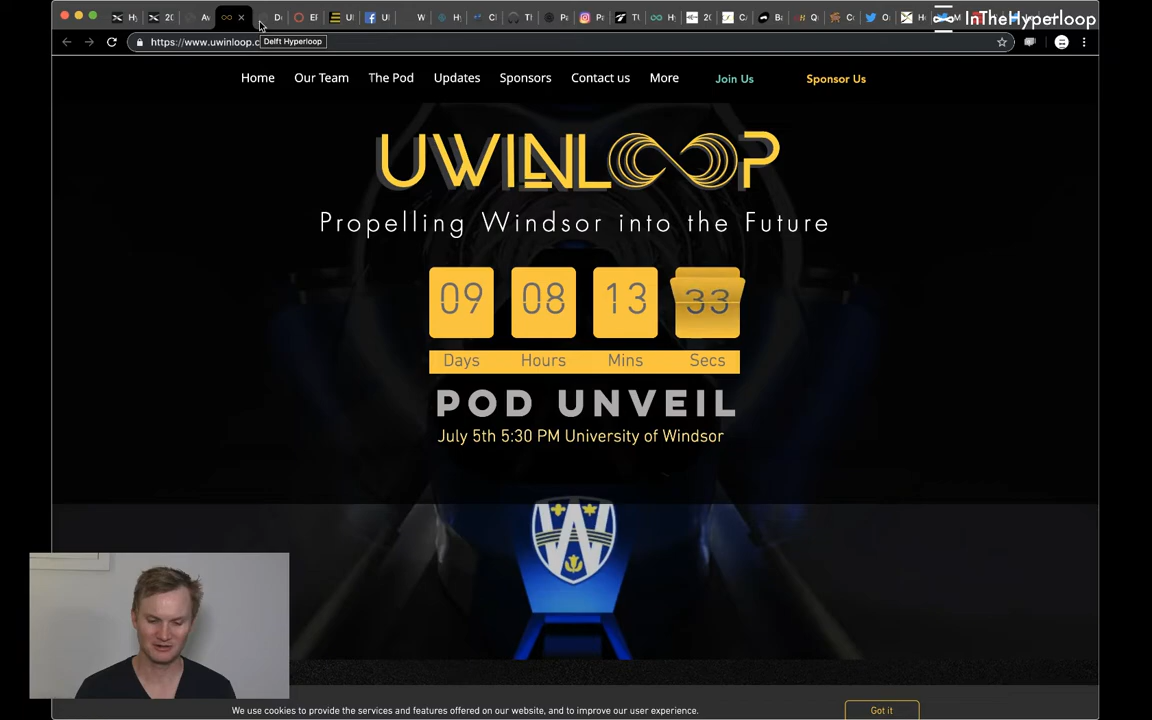 InTheHyperloop
https://www.uwinloop.c
Delft Hyperloop
Home Our Team The Pod Updates Sponsors Contact us More Join Us Sponsor Us
UWINLOOP
Propelling Windsor into the Future
09 08 13 33
Days Hours Mins Secs
POD UNVEIL
July 5th 5:30 PM University of Windsor
W
We use cookies to provide the services and features offered on our website, and to improve our user experience.
Got it